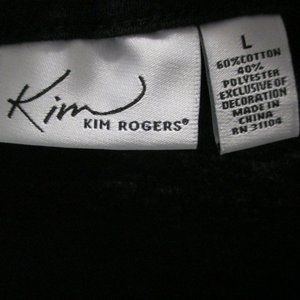 Kim
KIM ROGERS®
L
60%COTTON
40%
POLYESTER
EXCLUSIVE OF
DECORATION
MADE IN
CHINA
RN 31104